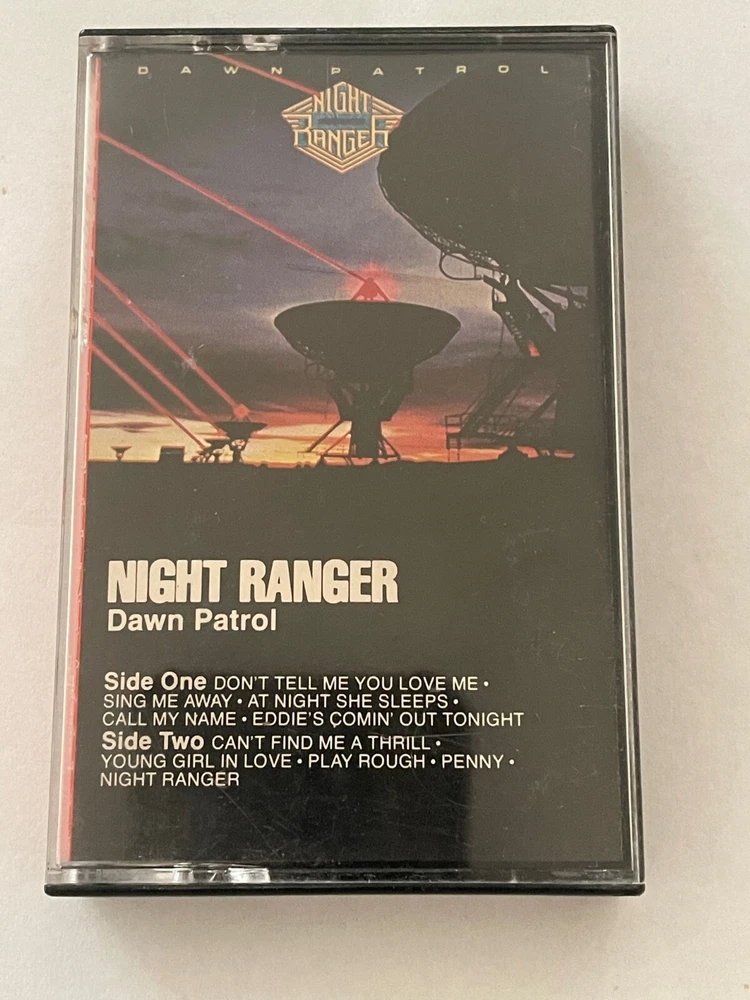 DAWN PATROL
NIGHT
RANGER
NIGHT RANGER
Dawn Patrol
Side One DON'T TELL ME YOU LOVE ME •
SING ME AWAY • AT NIGHT SHE SLEEPS •
CALL MY NAME • EDDIE'S COMIN' OUT TONIGHT
Side Two CAN'T FIND ME A THRILL •
YOUNG GIRL IN LOVE • PLAY ROUGH • PENNY •
NIGHT RANGER